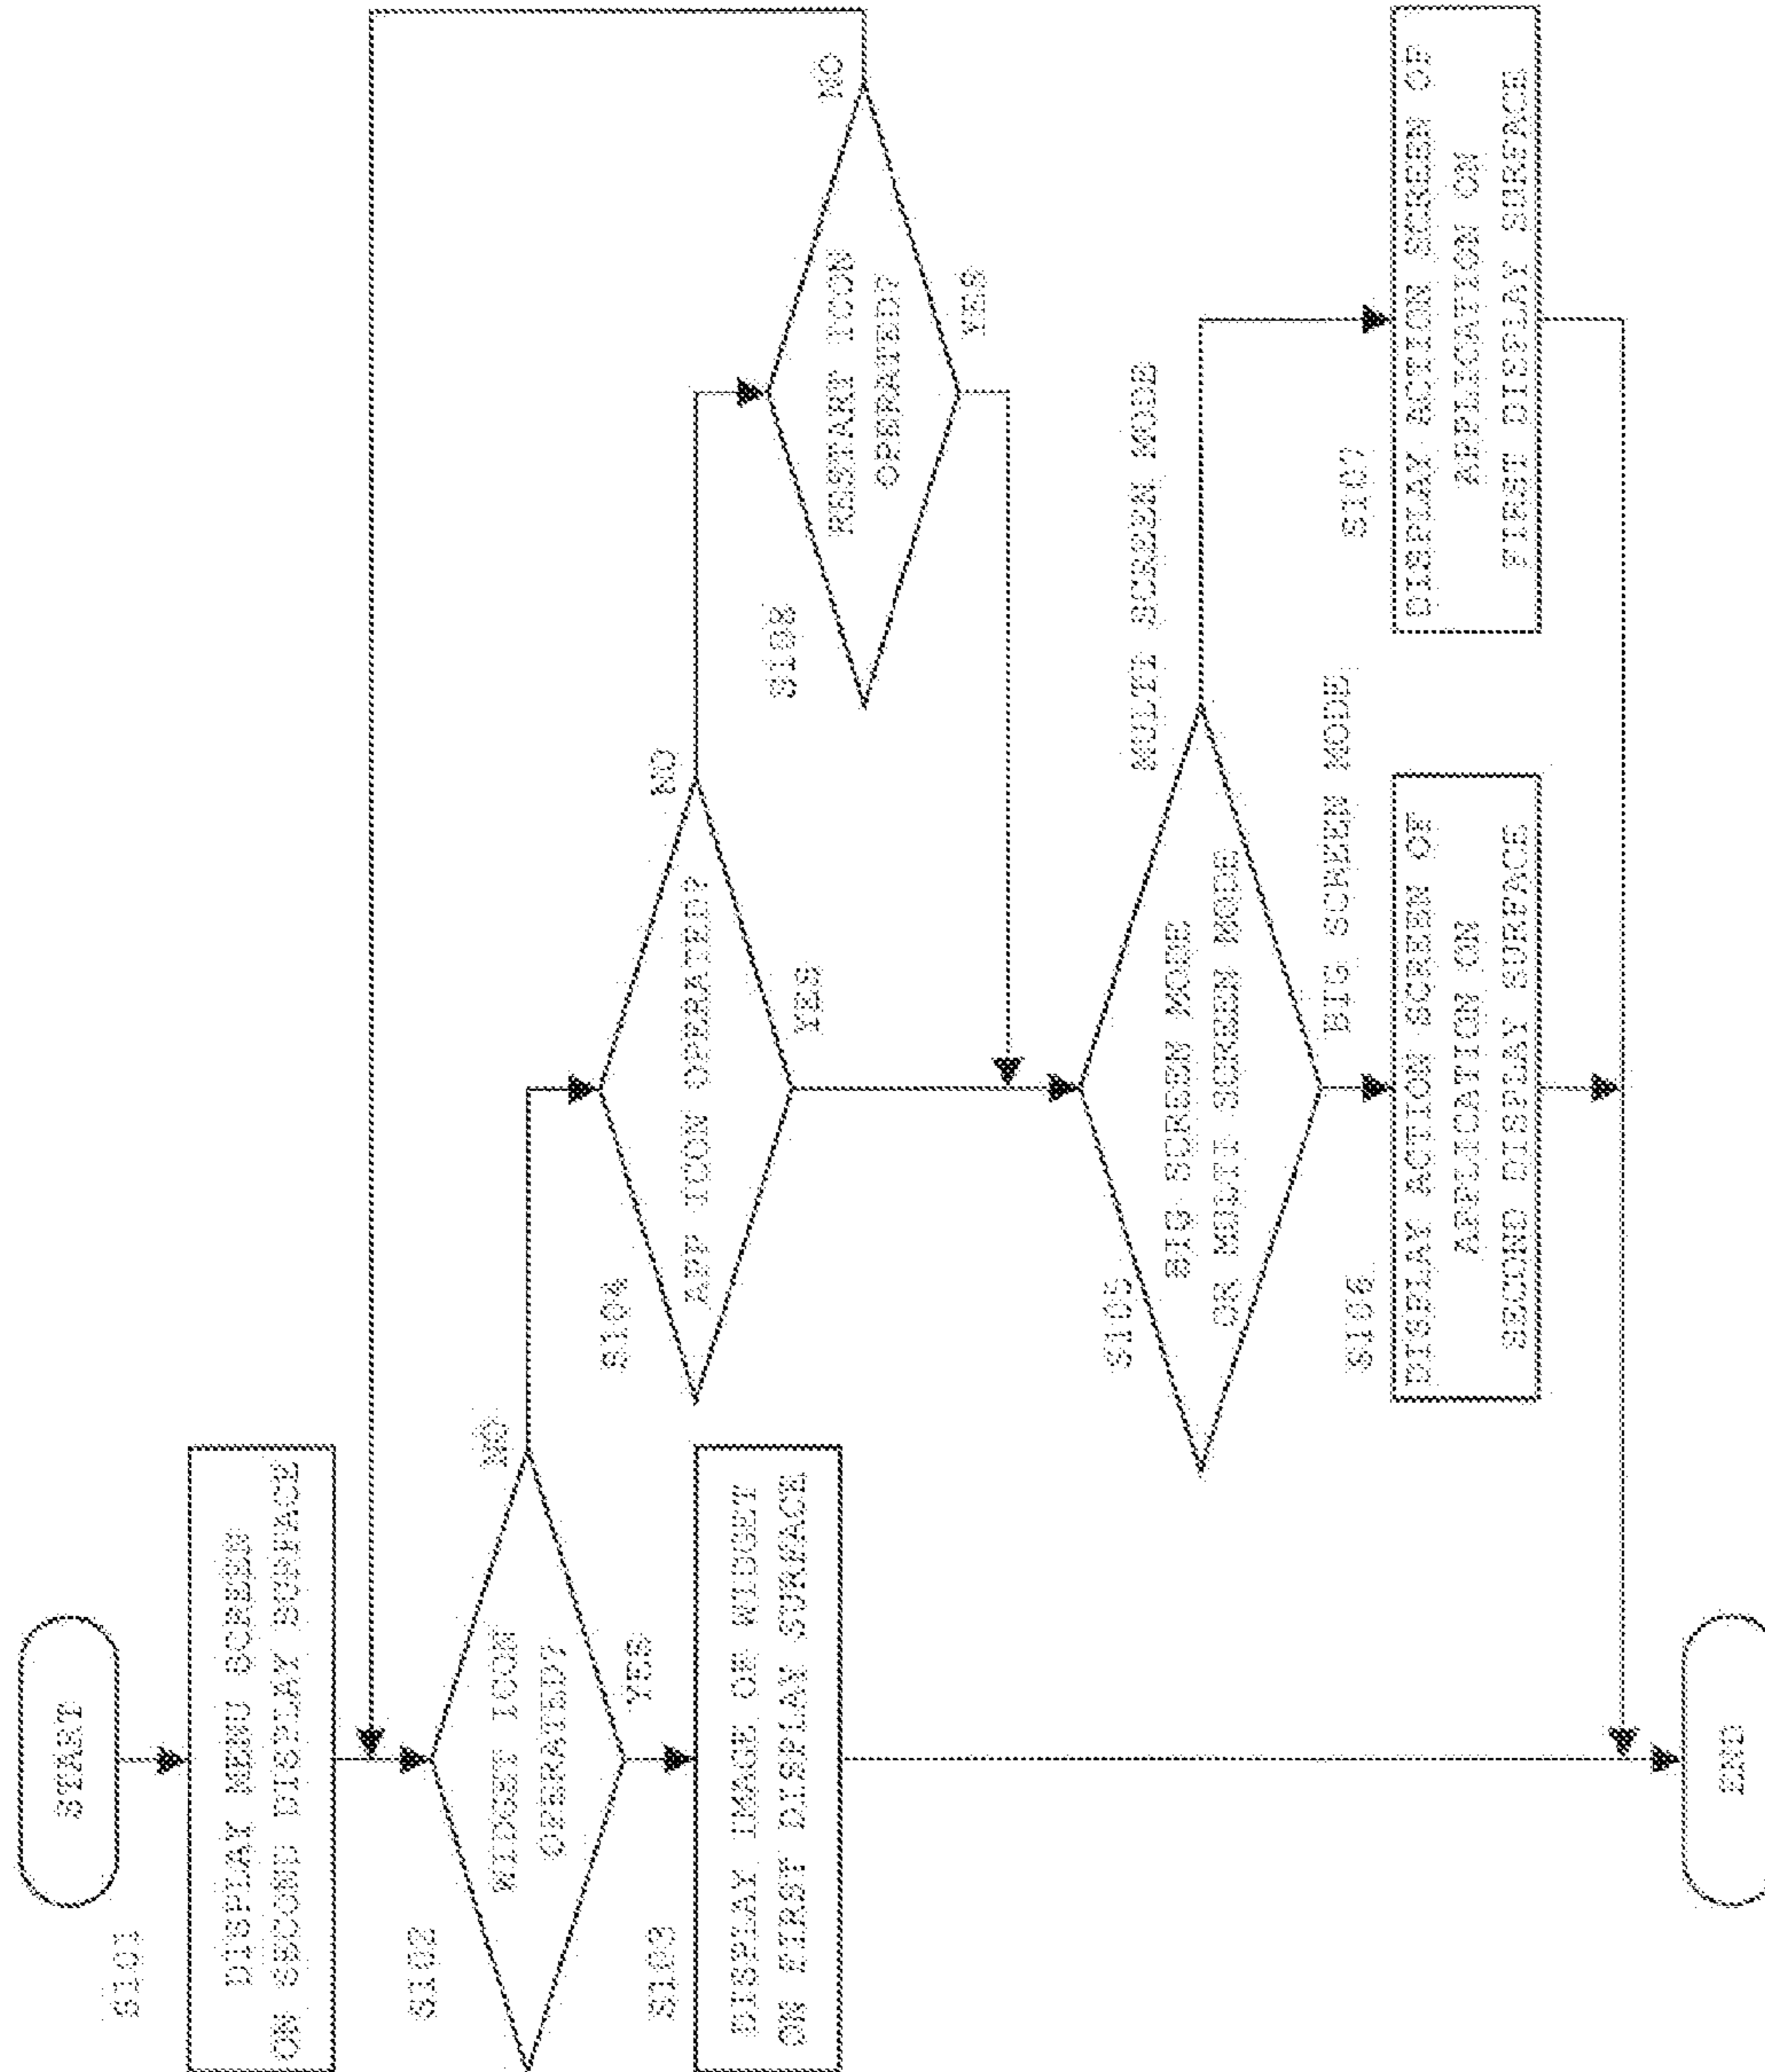 START
S101
DISPLAY MENU SCREEN
ON SECOND DISPLAY SURFACE
S102
WIDGET ICON
OPERATED?
NO
YES
S103
DISPLAY IMAGE OF WIDGET
ON FIRST DISPLAY SURFACE
S104
APP ICON OPERATED?
NO
YES
S108
RESTART ICON
OPERATED?
NO
YES
S105
BIG SCREEN MODE
OR MULTI SCREEN MODE
MULTI SCREEN MODE
BIG SCREEN MODE
S106
DISPLAY ACTION SCREEN OF
APPLICATION ON
SECOND DISPLAY SURFACE
S107
DISPLAY ACTION SCREEN OF
APPLICATION ON
FIRST DISPLAY SURFACE
END